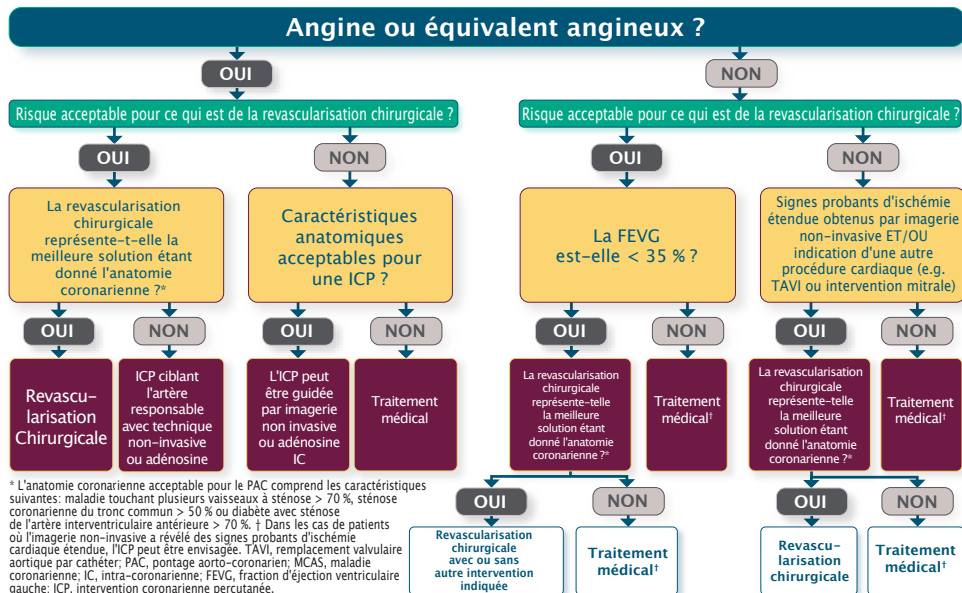 Angine ou équivalent angineux ?
OUI
NON
Risque acceptable pour ce qui est de la revascularisation chirurgicale ?
Risque acceptable pour ce qui est de la revascularisation chirurgicale ?
OUI
NON
OUI
NON
La revascularisation
chirurgicale
représente-t-elle la
meilleure solution étant
donné l'anatomie
coronarienne ?*
Caractéristiques
anatomiques
acceptables pour
une ICP ?
La FEVG
est-elle < 35 % ?
Signes probants d'ischémie
étendue obtenus par imagerie
non-invasive ET/OU
indication d'une autre
procédure cardiaque (e.g.
TAVI ou intervention mitrale)
OUI
NON
OUI
NON
OUI
NON
OUI
NON
Revascu-
larisation
Chirurgicale
ICP ciblant
l'artère
responsable
avec technique
non-invasive
ou adénosine
L'ICP peut
être guidée
par imagerie
non invasive
ou adénosine
IC
Traitement
médical
La revascularisation
chirurgicale
représente-telle
la meilleure
solution étant
donné l'anatomie
coronarienne ?*
Traitement
médical†
La revascularisation
chirurgicale
représente-telle
la meilleure
solution étant
donné l'anatomie
coronarienne ?*
Traitement
médical†
* L'anatomie coronarienne acceptable pour le PAC comprend les caractéristiques
suivantes: maladie touchant plusieurs vaisseaux à sténose > 70 %, sténose
coronarienne du tronc commun > 50 % ou diabète avec sténose
de l'artère interventriculaire antérieure > 70 %. † Dans les cas de patients
où l'imagerie non-invasive a révélé des signes probants d'ischémie
cardiaque étendue, l'ICP peut être envisagée. TAVI, remplacement valvulaire
aortique par cathéter; PAC, pontage aorto-coronarien; MCAS, maladie
coronarienne; IC, intra-coronarienne; FEVG, fraction d'éjection ventriculaire
gauche; ICP, intervention coronarienne percutanée.
OUI
NON
OUI
NON
Revascularisation
chirurgicale
avec ou sans
autre intervention
indiquée
Traitement
médical†
Revascu-
larisation
chirurgicale
Traitement
médical†